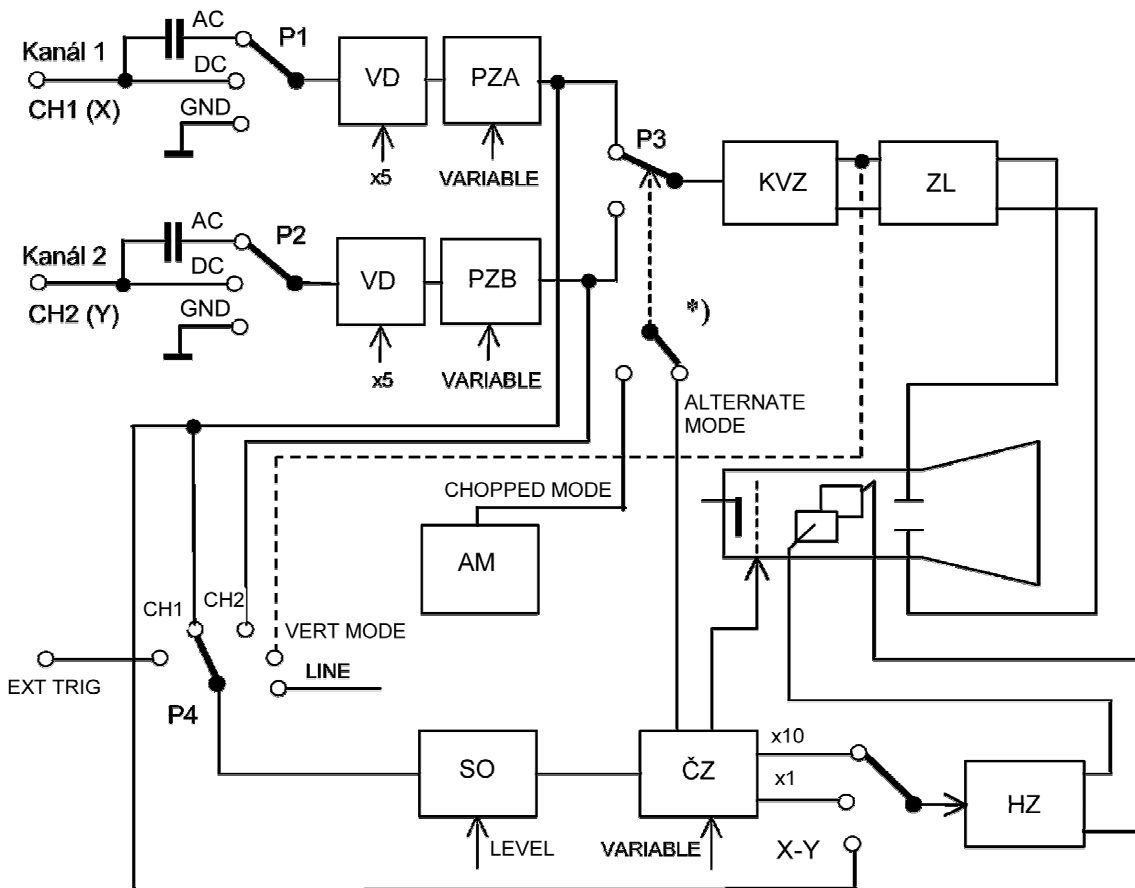 AC
P1
Kanál 1
DC
CH1 (X)
GND
VD
PZA
x5
VARIABLE
P3
KVZ
ZL
AC
P2
Kanál 2
DC
CH2 (Y)
GND
VD
PZB
x5
VARIABLE
*)
ALTERNATE
MODE
CHOPPED MODE
AM
CH1
CH2
VERT MODE
LINE
EXT TRIG
P4
SO
ČZ
x10
x1
HZ
LEVEL
VARIABLE
X-Y